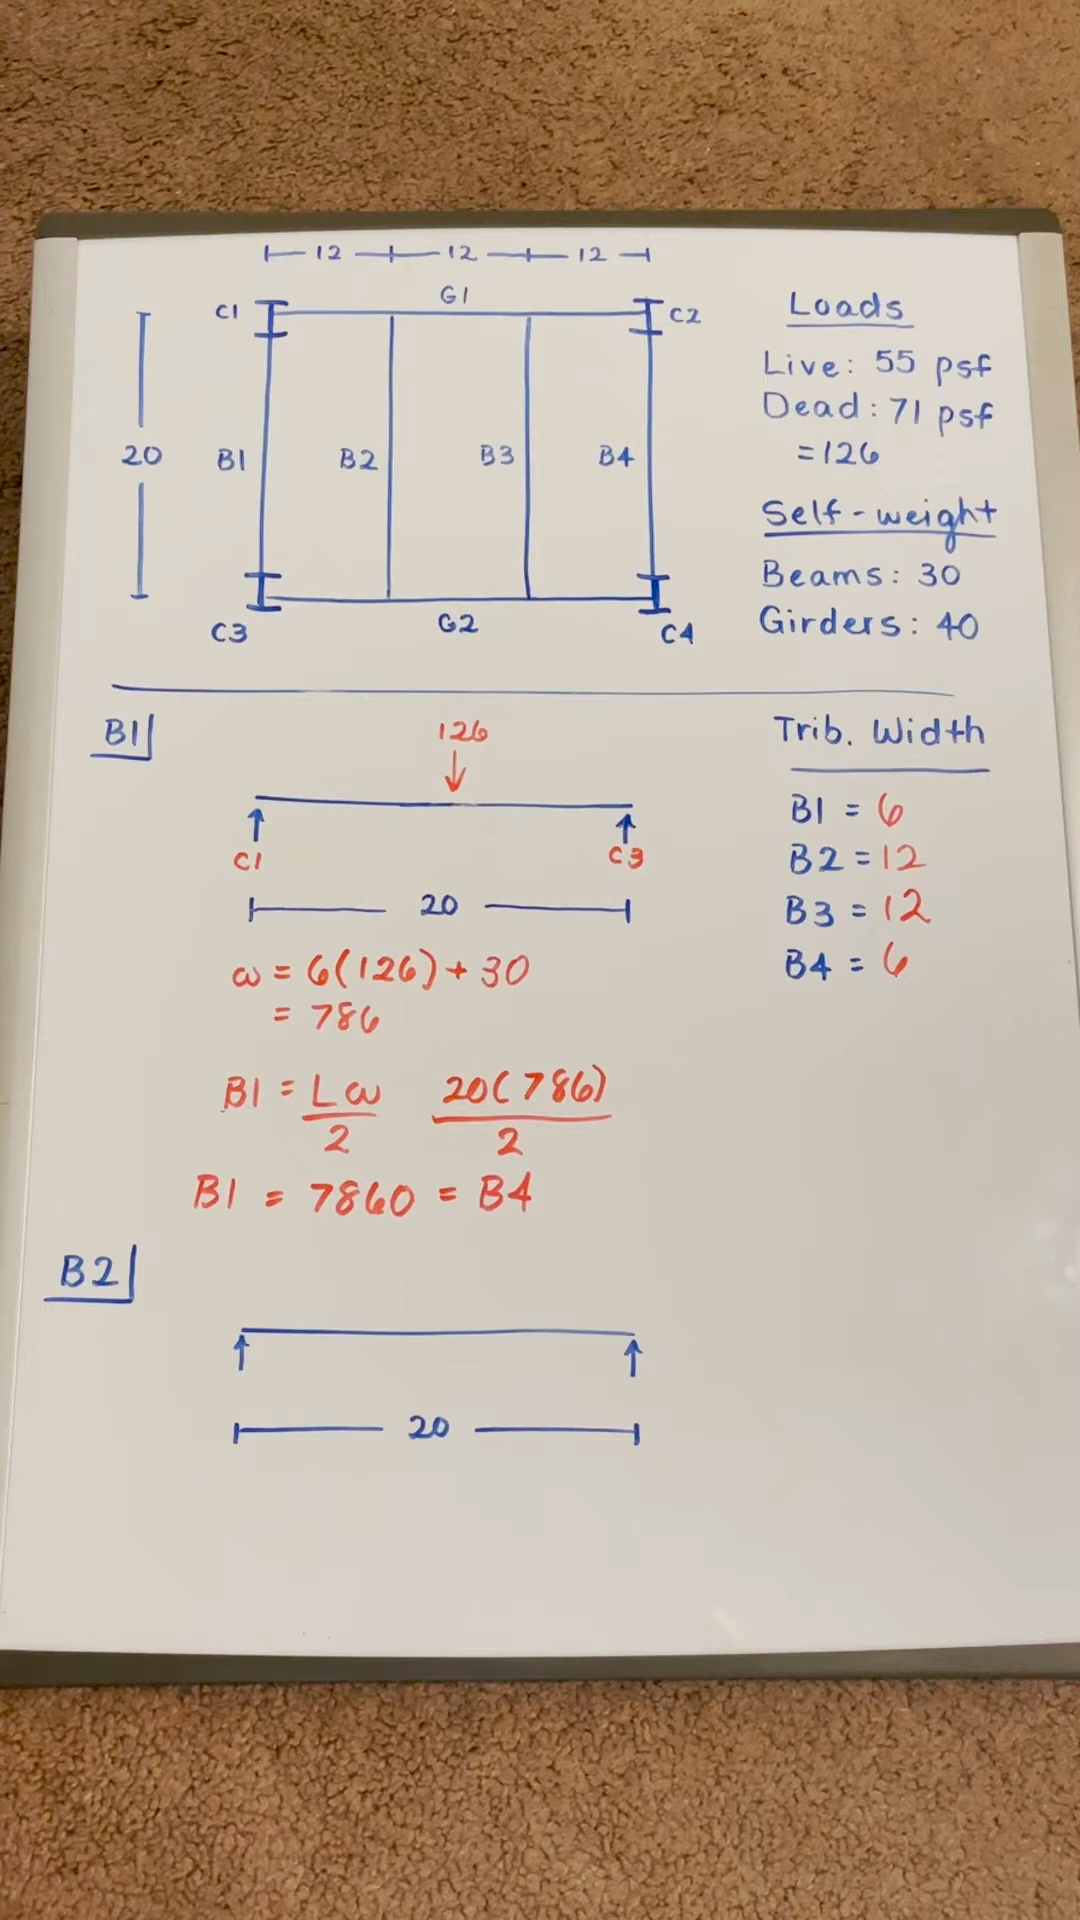 12 12 12
G1
C1 C2
20 B1 B2 B3 B4
C3 G2 C4
Loads
Live: 55 psf
Dead: 71 psf
= 126
Self-weight
Beams: 30
Girders: 40
B1
126
C1 C3
20
ω = 6(126) + 30
= 786
B1 = Lω/2 20(786)/2
B1 = 7860 = B4
Trib. Width
B1 = 6
B2 = 12
B3 = 12
B4 = 6
B2
20